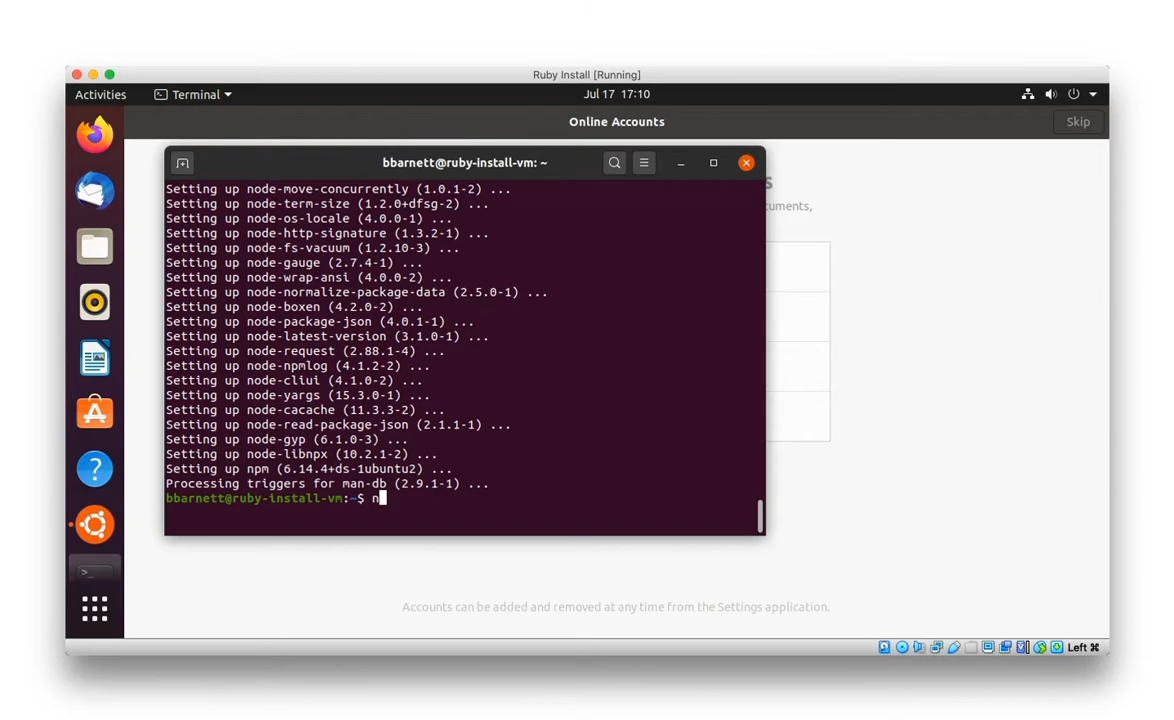 Ruby Install [Running]
Activities
Terminal
Jul 17 17:10
Online Accounts
Skip
bbarnett@ruby-install-vm: ~
s
cuments,
Setting up node-move-concurrently (1.0.1-2) ...
Setting up node-term-size (1.2.0+dfsg-2) ...
Setting up node-os-locale (4.0.0-1) ...
Setting up node-http-signature (1.3.2-1) ...
Setting up node-fs-vacuum (1.2.10-3) ...
Setting up node-gauge (2.7.4-1) ...
Setting up node-wrap-ansi (4.0.0-2) ...
Setting up node-normalize-package-data (2.5.0-1) ...
Setting up node-boxen (4.2.0-2) ...
Setting up node-package-json (4.0.1-1) ...
Setting up node-latest-version (3.1.0-1) ...
Setting up node-request (2.88.1-4) ...
Setting up node-npmlog (4.1.2-2) ...
Setting up node-cliui (4.1.0-2) ...
Setting up node-yargs (15.3.0-1) ...
Setting up node-cacache (11.3.3-2) ...
Setting up node-read-package-json (2.1.1-1) ...
Setting up node-gyp (6.1.0-3) ...
Setting up node-libnpx (10.2.1-2) ...
Setting up npm (6.14.4+ds-1ubuntu2) ...
Processing triggers for man-db (2.9.1-1) ...
bbarnett@ruby-install-vm:~$ n
Accounts can be added and removed at any time from the Settings application.
Left ⌘